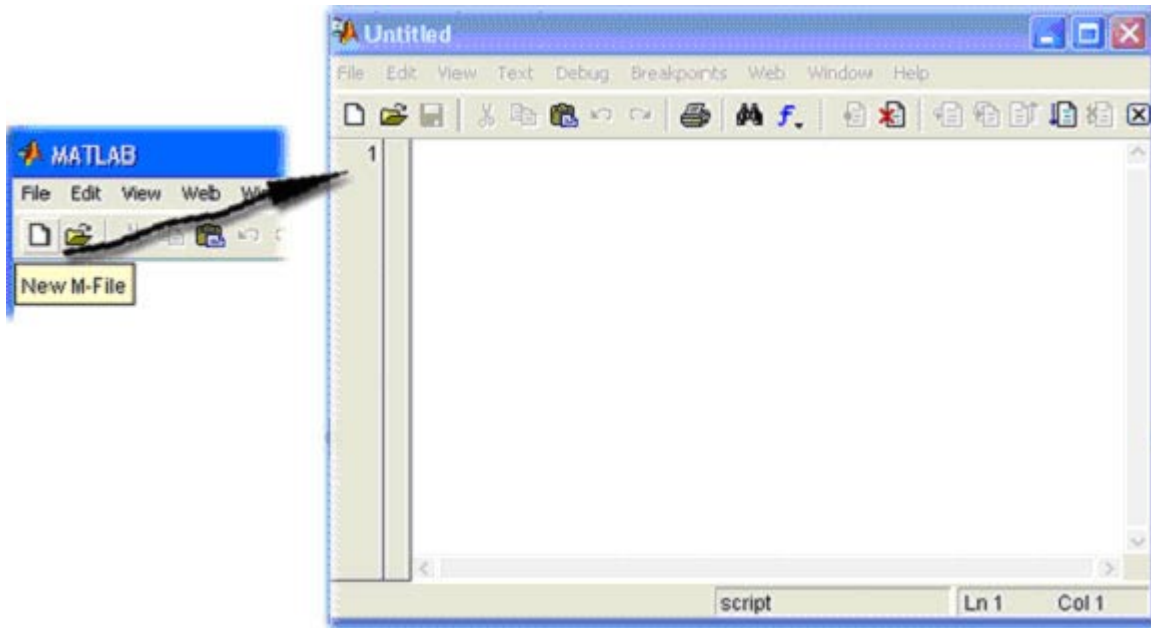 Untitled
File Edit View Text Debug Breakpoints Web Window Help
1
MATLAB
File Edit View Web
New M-File
script Ln 1 Col 1